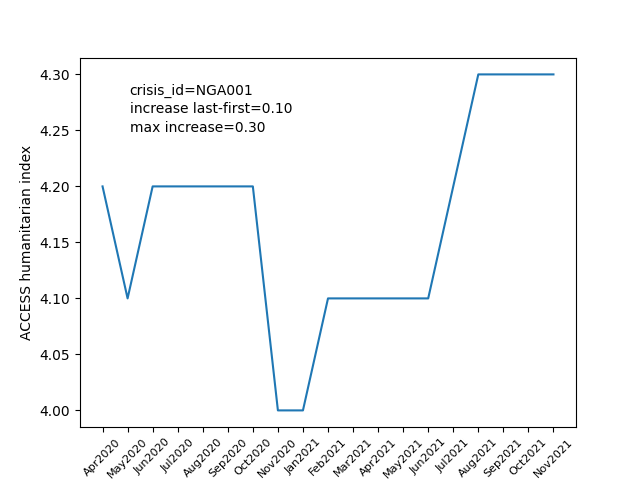 crisis_id=NGA001
increase last-first=0.10
max increase=0.30
ACCESS humanitarian index
4.30
4.25
4.20
4.15
4.10
4.05
4.00
Apr2020
May2020
Jun2020
Jul2020
Aug2020
Sep2020
Oct2020
Nov2020
Jan2021
Feb2021
Mar2021
Apr2021
May2021
Jun2021
Jul2021
Aug2021
Sep2021
Oct2021
Nov2021